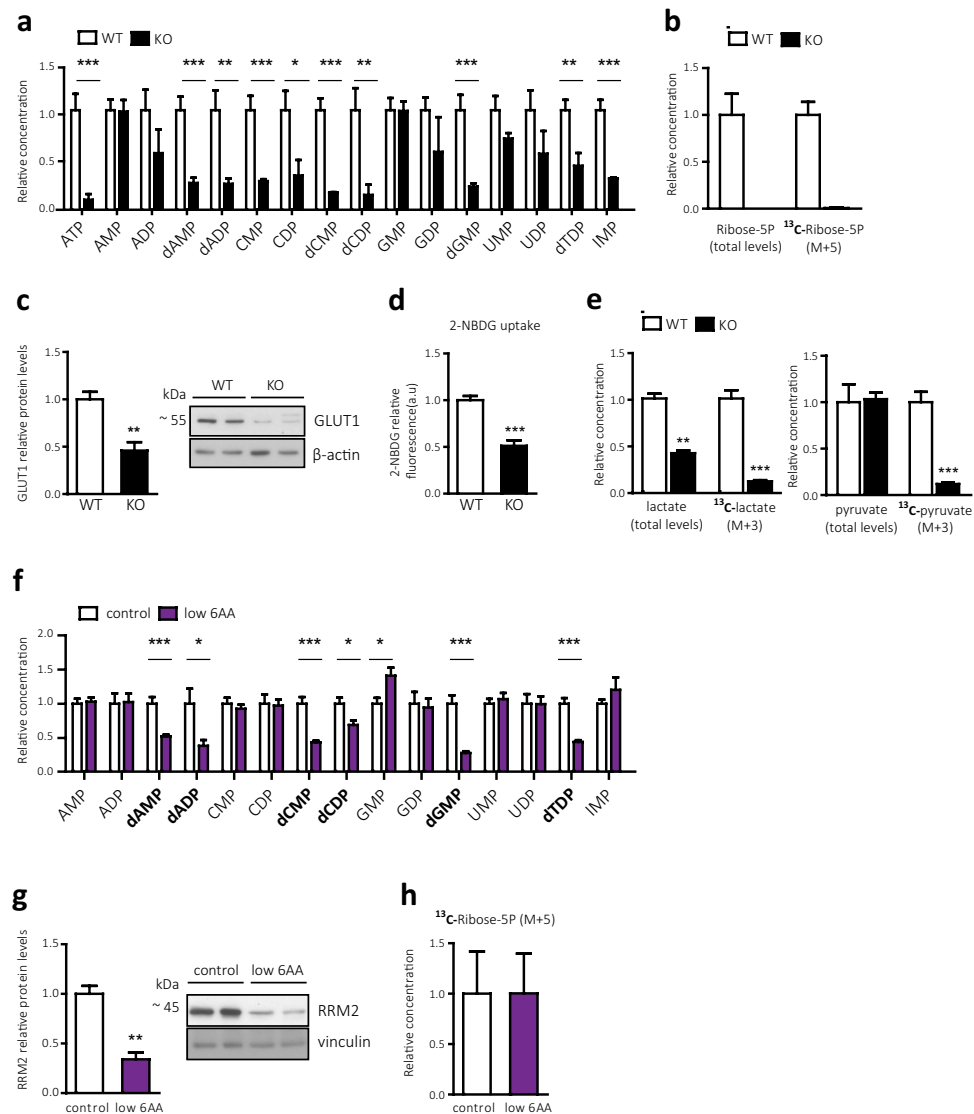 a
WT KO
*** *** ** *** * *** ** *** ** ***
Relative concentration
1.5
1.0
0.5
0.0
ATP AMP ADP dAMP dADP CMP CDP dCMP dCDP GMP GDP dGMP UMP UDP dTDP IMP
b
WT KO
Relative concentration
1.5
1.0
0.5
0.0
Ribose-5P 13C-Ribose-5P
(total levels) (M+5)
c
GLUT1 relative protein levels
1.5
1.0
0.5
0.0
**
WT KO
kDa WT KO
~ 55 GLUT1
β-actin
d
2-NBDG uptake
2-NBDG relative
fluorescence(a.u)
1.5
1.0
0.5
0.0
***
WT KO
e
WT KO
Relative concentration
1.5
1.0
0.5
0.0
** ***
lactate 13C-lactate
(total levels) (M+3)
Relative concentration
1.5
1.0
0.5
0.0
***
pyruvate 13C-pyruvate
(total levels) (M+3)
f
control low 6AA
*** * *** * * *** ***
Relative concentration
2.0
1.5
1.0
0.5
0.0
AMP ADP dAMP dADP CMP CDP dCMP dCDP GMP GDP dGMP UMP UDP dTDP IMP
g
RRM2 relative protein levels
1.5
1.0
0.5
0.0
**
control low 6AA
kDa control low 6AA
~ 45 RRM2
vinculin
h
13C-Ribose-5P (M+5)
Relative concentration
1.5
1.0
0.5
0.0
control low 6AA